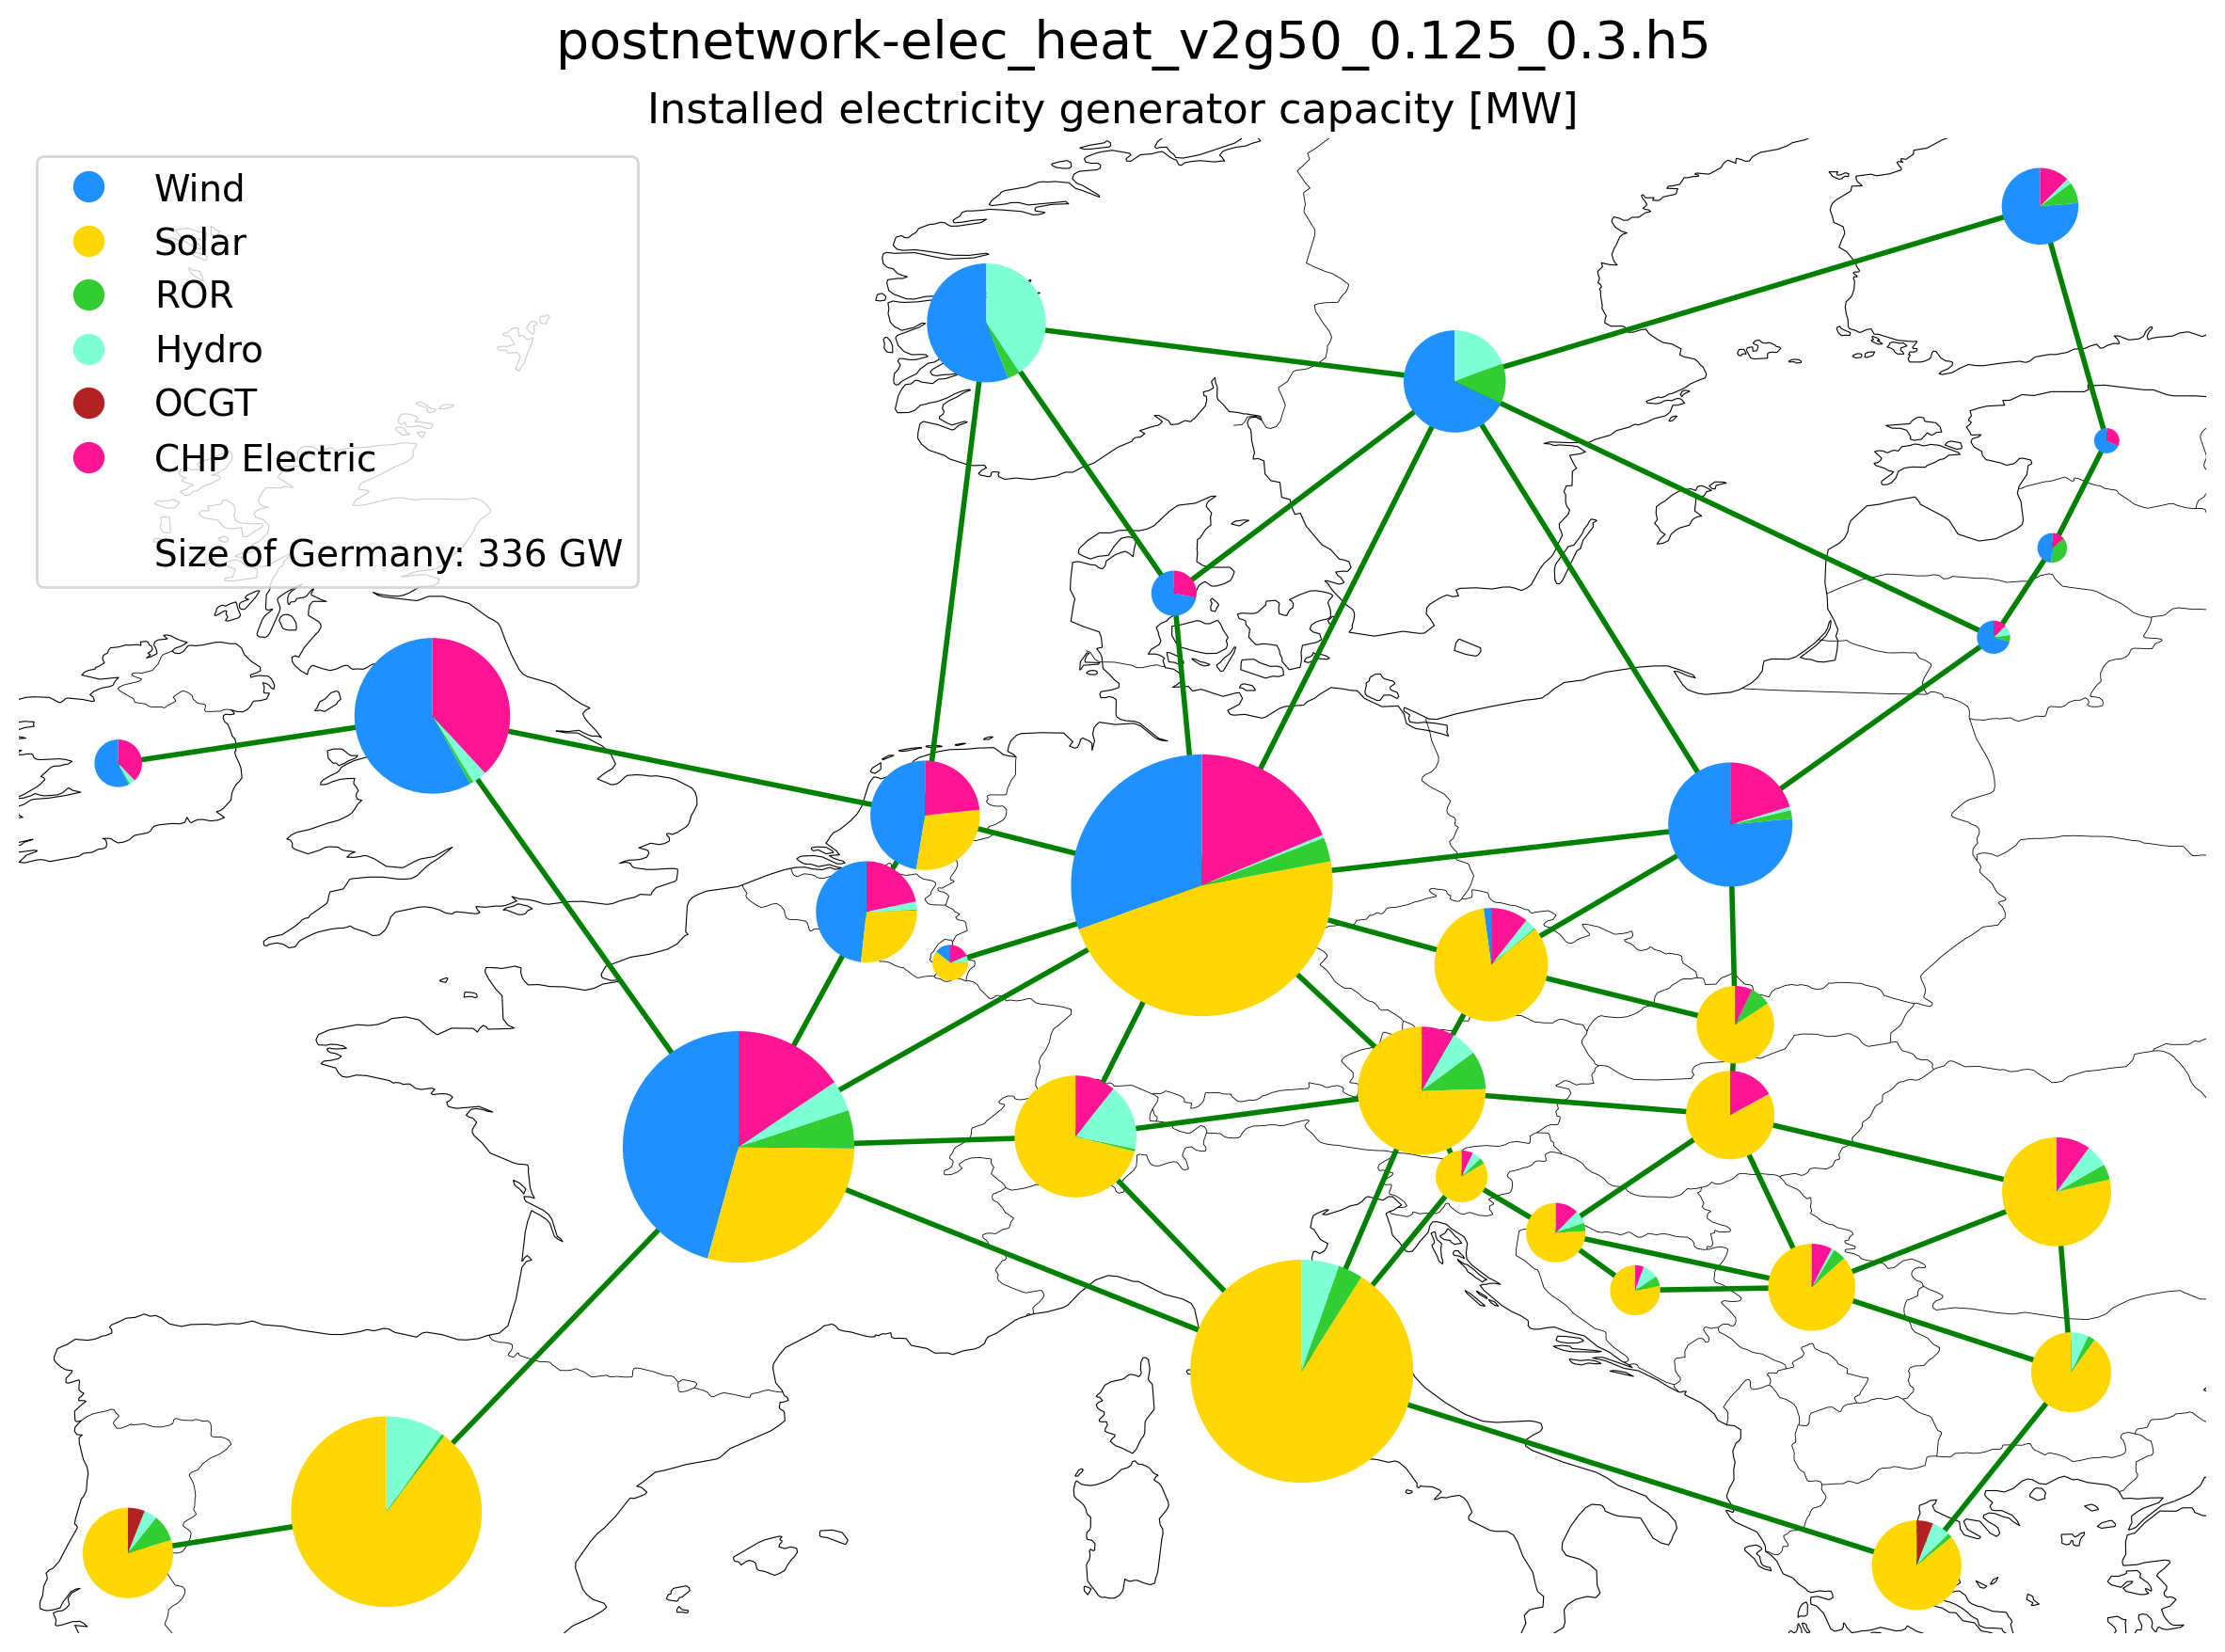 postnetwork-elec_heat_v2g50_0.125_0.3.h5
Installed electricity generator capacity [MW]
Wind
Solar
ROR
Hydro
OCGT
CHP Electric
Size of Germany: 336 GW